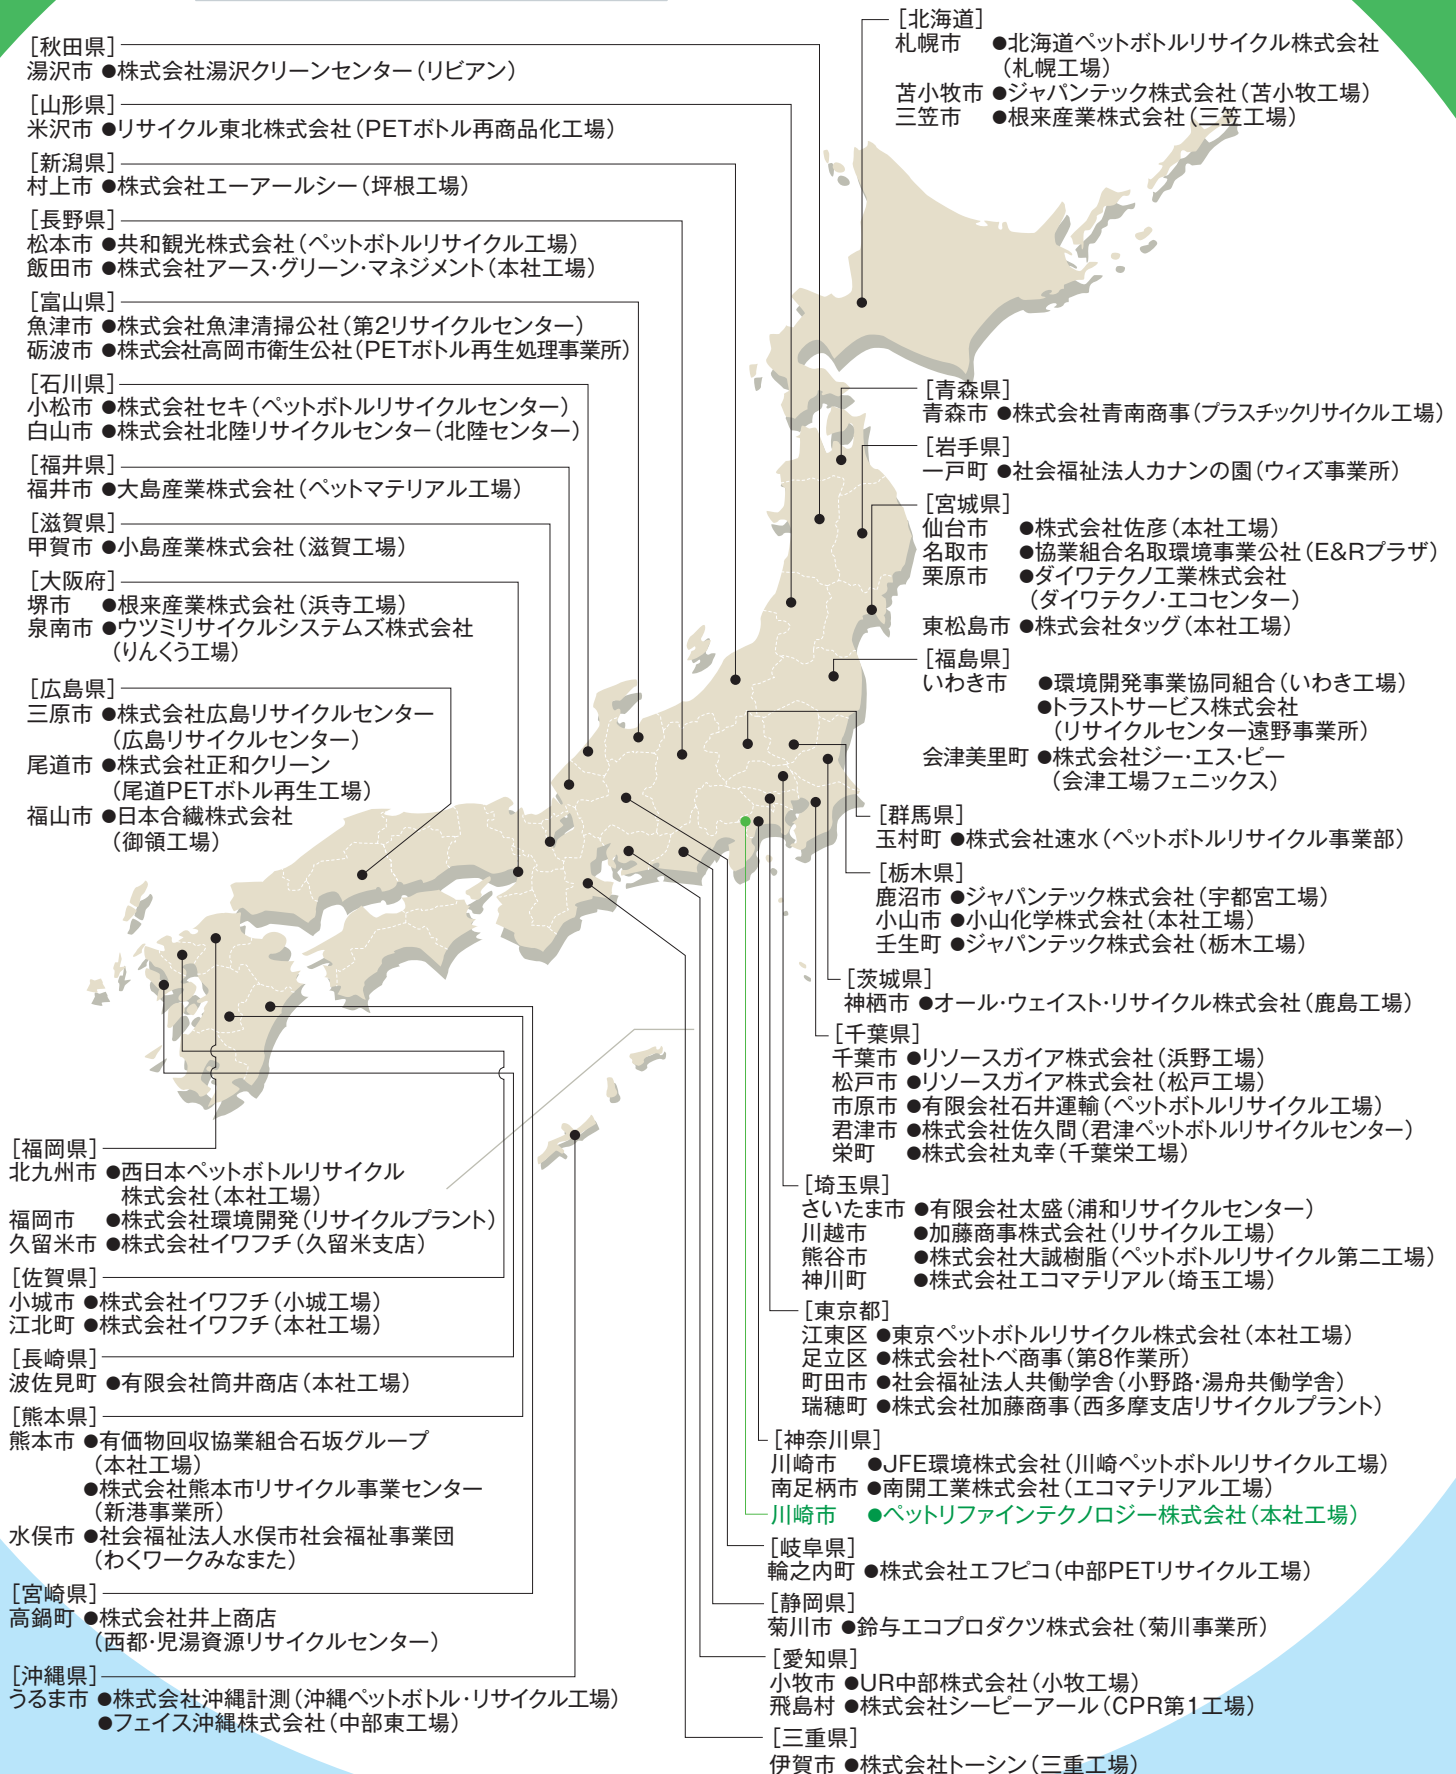 [秋田県]
湯沢市 ●株式会社湯沢クリーンセンター(リビアン)
[山形県]
米沢市 ●リサイクル東北株式会社(PETボトル再商品化工場)
[新潟県]
村上市 ●株式会社エーアールシー(坪根工場)
[長野県]
松本市 ●共和観光株式会社(ペットボトルリサイクル工場)
飯田市 ●株式会社アース・グリーン・マネジメント(本社工場)
[富山県]
魚津市 ●株式会社魚津清掃公社(第2リサイクルセンター)
砺波市 ●株式会社高岡市衛生公社(PETボトル再生処理事業所)
[石川県]
小松市 ●株式会社セキ(ペットボトルリサイクルセンター)
白山市 ●株式会社北陸リサイクルセンター(北陸センター)
[福井県]
福井市 ●大島産業株式会社(ペットマテリアル工場)
[滋賀県]
甲賀市 ●小島産業株式会社(滋賀工場)
[大阪府]
堺市 ●根来産業株式会社(浜寺工場)
泉南市 ●ウツミリサイクルシステムズ株式会社
(りんくう工場)
[広島県]
三原市 ●株式会社広島リサイクルセンター
(広島リサイクルセンター)
尾道市 ●株式会社正和クリーン
(尾道PETボトル再生工場)
福山市 ●日本合繊株式会社
(御領工場)
[福岡県]
北九州市 ●西日本ペットボトルリサイクル
株式会社(本社工場)
福岡市 ●株式会社環境開発(リサイクルプラント)
久留米市 ●株式会社イワフチ(久留米支店)
[佐賀県]
小城市 ●株式会社イワフチ(小城工場)
江北町 ●株式会社イワフチ(本社工場)
[長崎県]
波佐見町 ●有限会社筒井商店(本社工場)
[熊本県]
熊本市 ●有価物回収協業組合石坂グループ
(本社工場)
●株式会社熊本市リサイクル事業センター
(新港事業所)
水俣市 ●社会福祉法人水俣市社会福祉事業団
(わくワークみなまた)
[宮崎県]
高鍋町 ●株式会社井上商店
(西都・児湯資源リサイクルセンター)
[沖縄県]
うるま市 ●株式会社沖縄計測(沖縄ペットボトル・リサイクル工場)
●フェイス沖縄株式会社(中部東工場)
[北海道]
札幌市 ●北海道ペットボトルリサイクル株式会社
(札幌工場)
苫小牧市 ●ジャパンテック株式会社(苫小牧工場)
三笠市 ●根来産業株式会社(三笠工場)
[青森県]
青森市 ●株式会社青南商事(プラスチックリサイクル工場)
[岩手県]
一戸町 ●社会福祉法人カナンの園(ウィズ事業所)
[宮城県]
仙台市 ●株式会社佐彦(本社工場)
名取市 ●協業組合名取環境事業公社(E&Rプラザ)
栗原市 ●ダイワテクノ工業株式会社
(ダイワテクノ・エコセンター)
東松島市 ●株式会社タッグ(本社工場)
[福島県]
いわき市 ●環境開発事業協同組合(いわき工場)
●トラストサービス株式会社
(リサイクルセンター遠野事業所)
会津美里町 ●株式会社ジー・エス・ピー
(会津工場フェニックス)
[群馬県]
玉村町 ●株式会社速水(ペットボトルリサイクル事業部)
[栃木県]
鹿沼市 ●ジャパンテック株式会社(宇都宮工場)
小山市 ●小山化学株式会社(本社工場)
壬生町 ●ジャパンテック株式会社(栃木工場)
[茨城県]
神栖市 ●オール・ウェイスト・リサイクル株式会社(鹿島工場)
[千葉県]
千葉市 ●リソースガイア株式会社(浜野工場)
松戸市 ●リソースガイア株式会社(松戸工場)
市原市 ●有限会社石井運輸(ペットボトルリサイクル工場)
君津市 ●株式会社佐久間(君津ペットボトルリサイクルセンター)
栄町 ●株式会社丸幸(千葉栄工場)
[埼玉県]
さいたま市 ●有限会社太盛(浦和リサイクルセンター)
川越市 ●加藤商事株式会社(リサイクル工場)
熊谷市 ●株式会社大誠樹脂(ペットボトルリサイクル第二工場)
神川町 ●株式会社エコマテリアル(埼玉工場)
[東京都]
江東区 ●東京ペットボトルリサイクル株式会社(本社工場)
足立区 ●株式会社トベ商事(第8作業所)
町田市 ●社会福祉法人共働学舎(小野路・湯舟共働学舎)
瑞穂町 ●株式会社加藤商事(西多摩支店リサイクルプラント)
[神奈川県]
川崎市 ●JFE環境株式会社(川崎ペットボトルリサイクル工場)
南足柄市 ●南開工業株式会社(エコマテリアル工場)
川崎市 ●ペットリファインテクノロジー株式会社(本社工場)
[岐阜県]
輪之内町 ●株式会社エフピコ(中部PETリサイクル工場)
[静岡県]
菊川市 ●鈴与エコプロダクツ株式会社(菊川事業所)
[愛知県]
小牧市 ●UR中部株式会社(小牧工場)
飛島村 ●株式会社シーピーアール(CPR第1工場)
[三重県]
伊賀市 ●株式会社トーシン(三重工場)